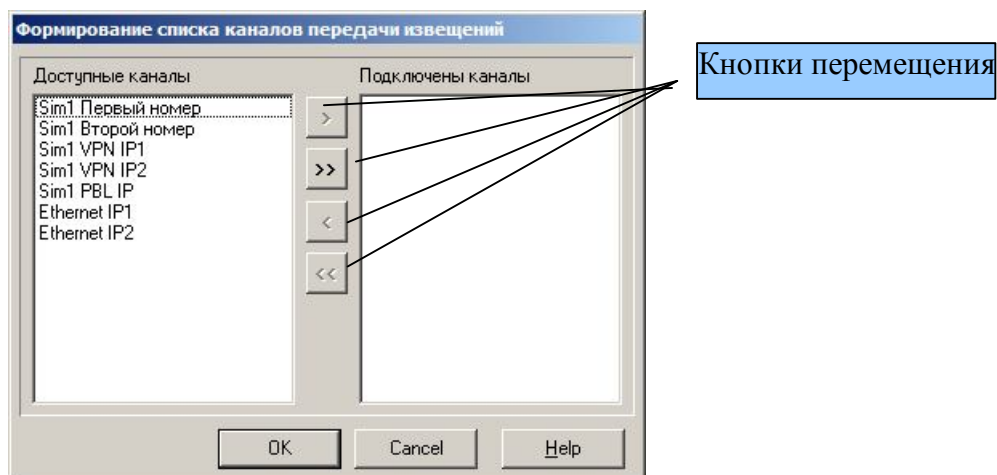 Формирование списка каналов передачи извещений
Доступные каналы
Подключены каналы
Sim1 Первый номер
Sim1 Второй номер
Sim1 VPN IP1
Sim1 VPN IP2
Sim1 PBL IP
Ethernet IP1
Ethernet IP2
>
>>
<
<<
OK
Cancel
Help
Кнопки перемещения